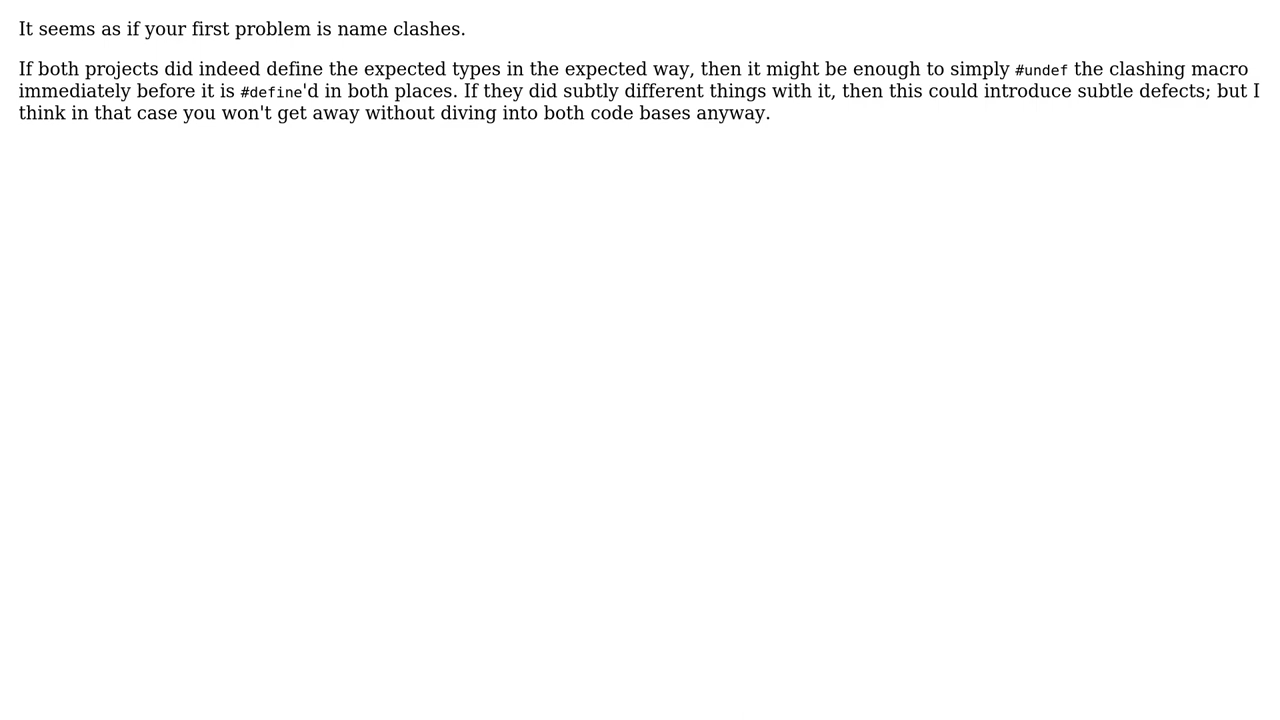 It seems as if your first problem is name clashes.
If both projects did indeed define the expected types in the expected way, then it might be enough to simply #undef the clashing macro
immediately before it is #define'd in both places. If they did subtly different things with it, then this could introduce subtle defects; but I
think in that case you won't get away without diving into both code bases anyway.